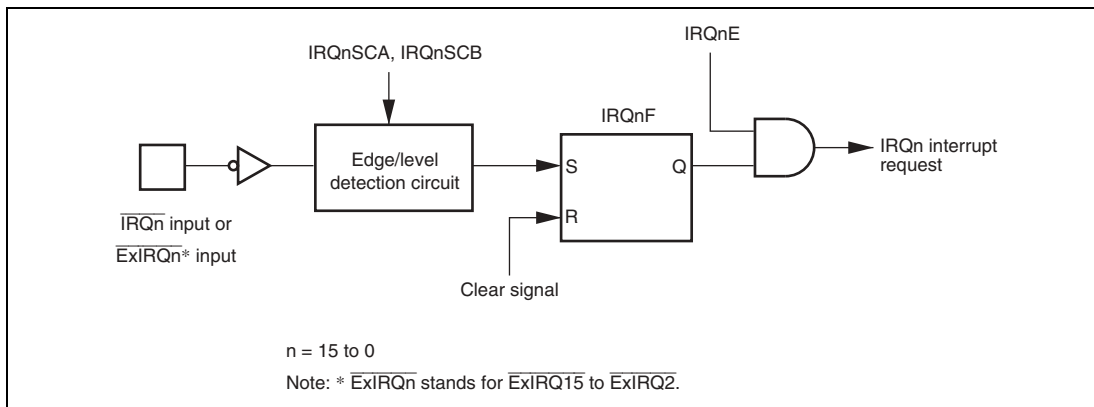 IRQnE
IRQnSCA, IRQnSCB
IRQnF
Edge/level
detection circuit
S
Q
R
IRQn interrupt
request
IRQn input or
ExIRQn* input
Clear signal
n = 15 to 0
Note: * ExIRQn stands for ExIRQ15 to ExIRQ2.